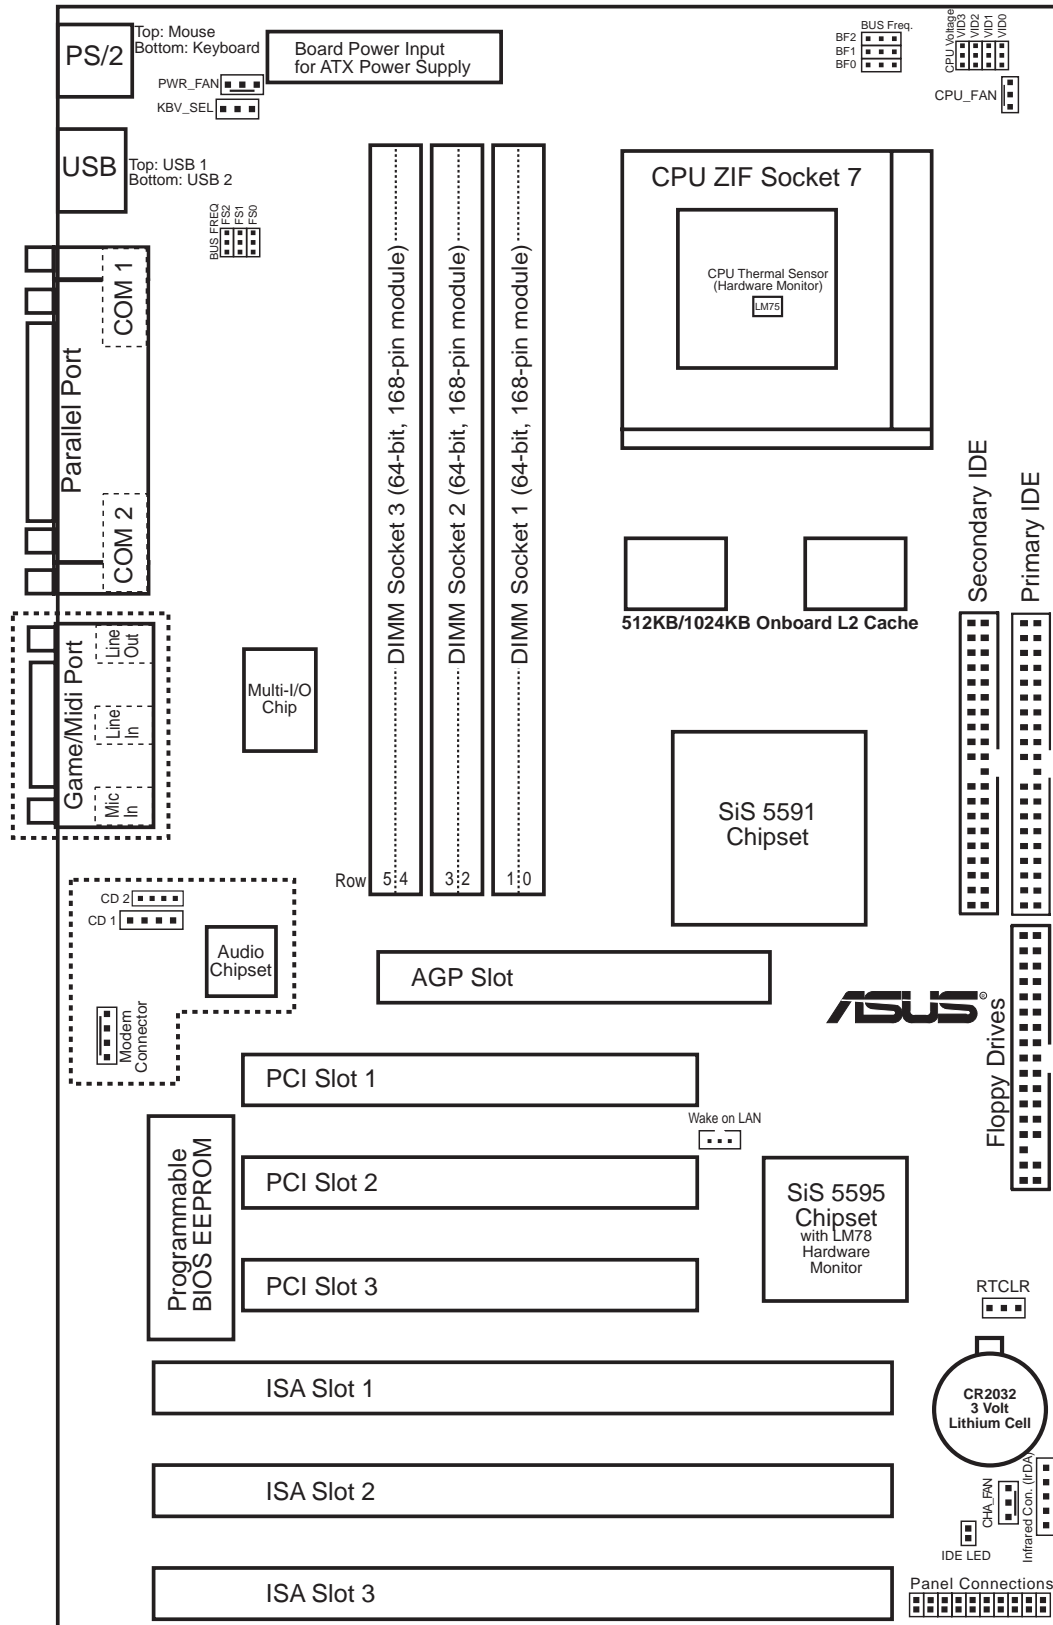 PS/2
Top: Mouse
Bottom: Keyboard
Board Power Input
for ATX Power Supply
PWR_FAN
KBV_SEL
BUS Freq.
BF2
BF1
BF0
CPU Voltage
VID3
VID2
VID1
VID0
CPU_FAN
USB
Top: USB 1
Bottom: USB 2
BUS FREQ
FS2
FS1
FS0
CPU ZIF Socket 7
CPU Thermal Sensor
(Hardware Monitor)
LM75
COM 1
Parallel Port
COM 2
DIMM Socket 3 (64-bit, 168-pin module)
DIMM Socket 2 (64-bit, 168-pin module)
DIMM Socket 1 (64-bit, 168-pin module)
Secondary IDE
Primary IDE
512KB/1024KB Onboard L2 Cache
Game/Midi Port
Line
Out
Line
In
Mic
In
Multi-I/O
Chip
SiS 5591
Chipset
Row 5 4 3 2 1 0
CD 2
CD 1
Audio
Chipset
Modem
Connector
AGP Slot
ASUS®
Floppy Drives
PCI Slot 1
Wake on LAN
Programmable
BIOS EEPROM
PCI Slot 2
SiS 5595
Chipset
with LM78
Hardware
Monitor
PCI Slot 3
RTCLR
ISA Slot 1
CR2032
3 Volt
Lithium Cell
ISA Slot 2
CHA_FAN
Infrared Con. (IrDA)
IDE LED
Panel Connections
ISA Slot 3